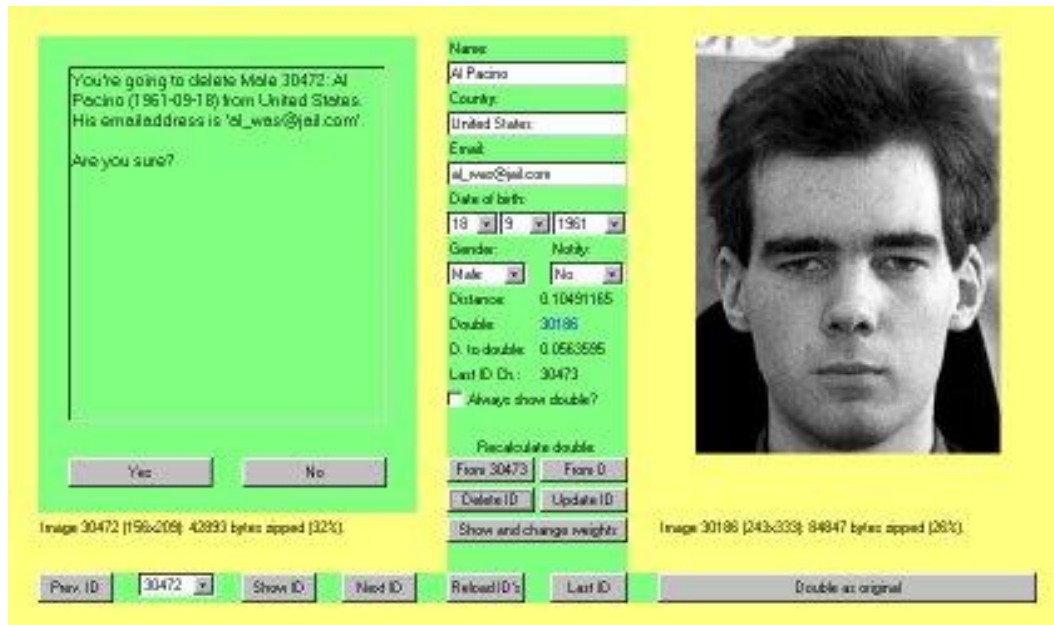 You're going to delete Male 30472: Al
Pacino (1961-09-18) from United States.
His emailaddress is 'al_was@jail.com'.
Are you sure?
Yes
No
Image 30472 (156x209): 42893 bytes zipped (32%).
Name:
Al Pacino
Country:
United States
Email:
al_was@jail.com
Date of birth:
18 9 1961
Gender: Notify:
Male No
Distance: 0.10491165
Double: 30186
D. to double: 0.0563595
Last ID Ch.: 30473
Always show double?
Recalculate double:
From 30473 From 0
Delete ID Update ID
Show and change weights
Image 30186 (243x333): 84847 bytes zipped (26%).
Prev. ID 30472 Show ID Next ID Reload ID's Last ID Double as original